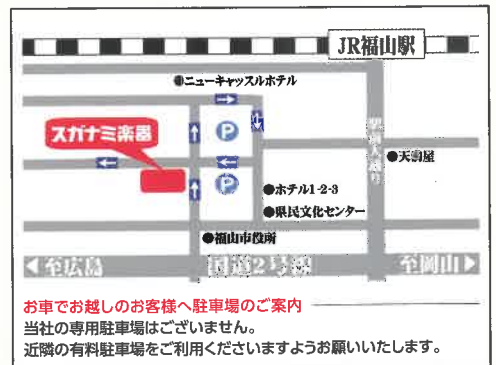 JR福山駅
●ニューキャッスルホテル
スガナミ楽器
P
●天満屋
P
●ホテル1-2-3
●県民文化センター
●福山市役所
◀至広島
国道2号線
至岡山▶
お車でお越しのお客様へ駐車場のご案内
当社の専用駐車場はございません。
近隣の有料駐車場をご利用くださいますようお願いいたします。